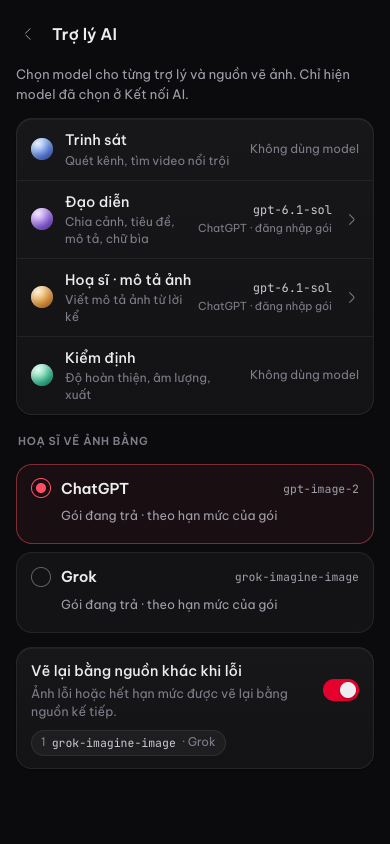 Trợ lý AI
Chọn model cho từng trợ lý và nguồn vẽ ảnh. Chỉ hiện
model đã chọn ở Kết nối AI.
Trinh sát
Quét kênh, tìm video nổi trội
Không dùng model
Đạo diễn
Chia cảnh, tiêu đề,
mô tả, chữ bìa
gpt-6.1-sol
ChatGPT · đăng nhập gói
Hoạ sĩ · mô tả ảnh
Viết mô tả ảnh từ lời
kể
gpt-6.1-sol
ChatGPT · đăng nhập gói
Kiểm định
Độ hoàn thiện, âm lượng,
xuất
Không dùng model
HOẠ SĨ VẼ ẢNH BẰNG
ChatGPT
gpt-image-2
Gói đang trả · theo hạn mức của gói
Grok
grok-imagine-image
Gói đang trả · theo hạn mức của gói
Vẽ lại bằng nguồn khác khi lỗi
Ảnh lỗi hoặc hết hạn mức được vẽ lại bằng
nguồn kế tiếp.
1 grok-imagine-image · Grok